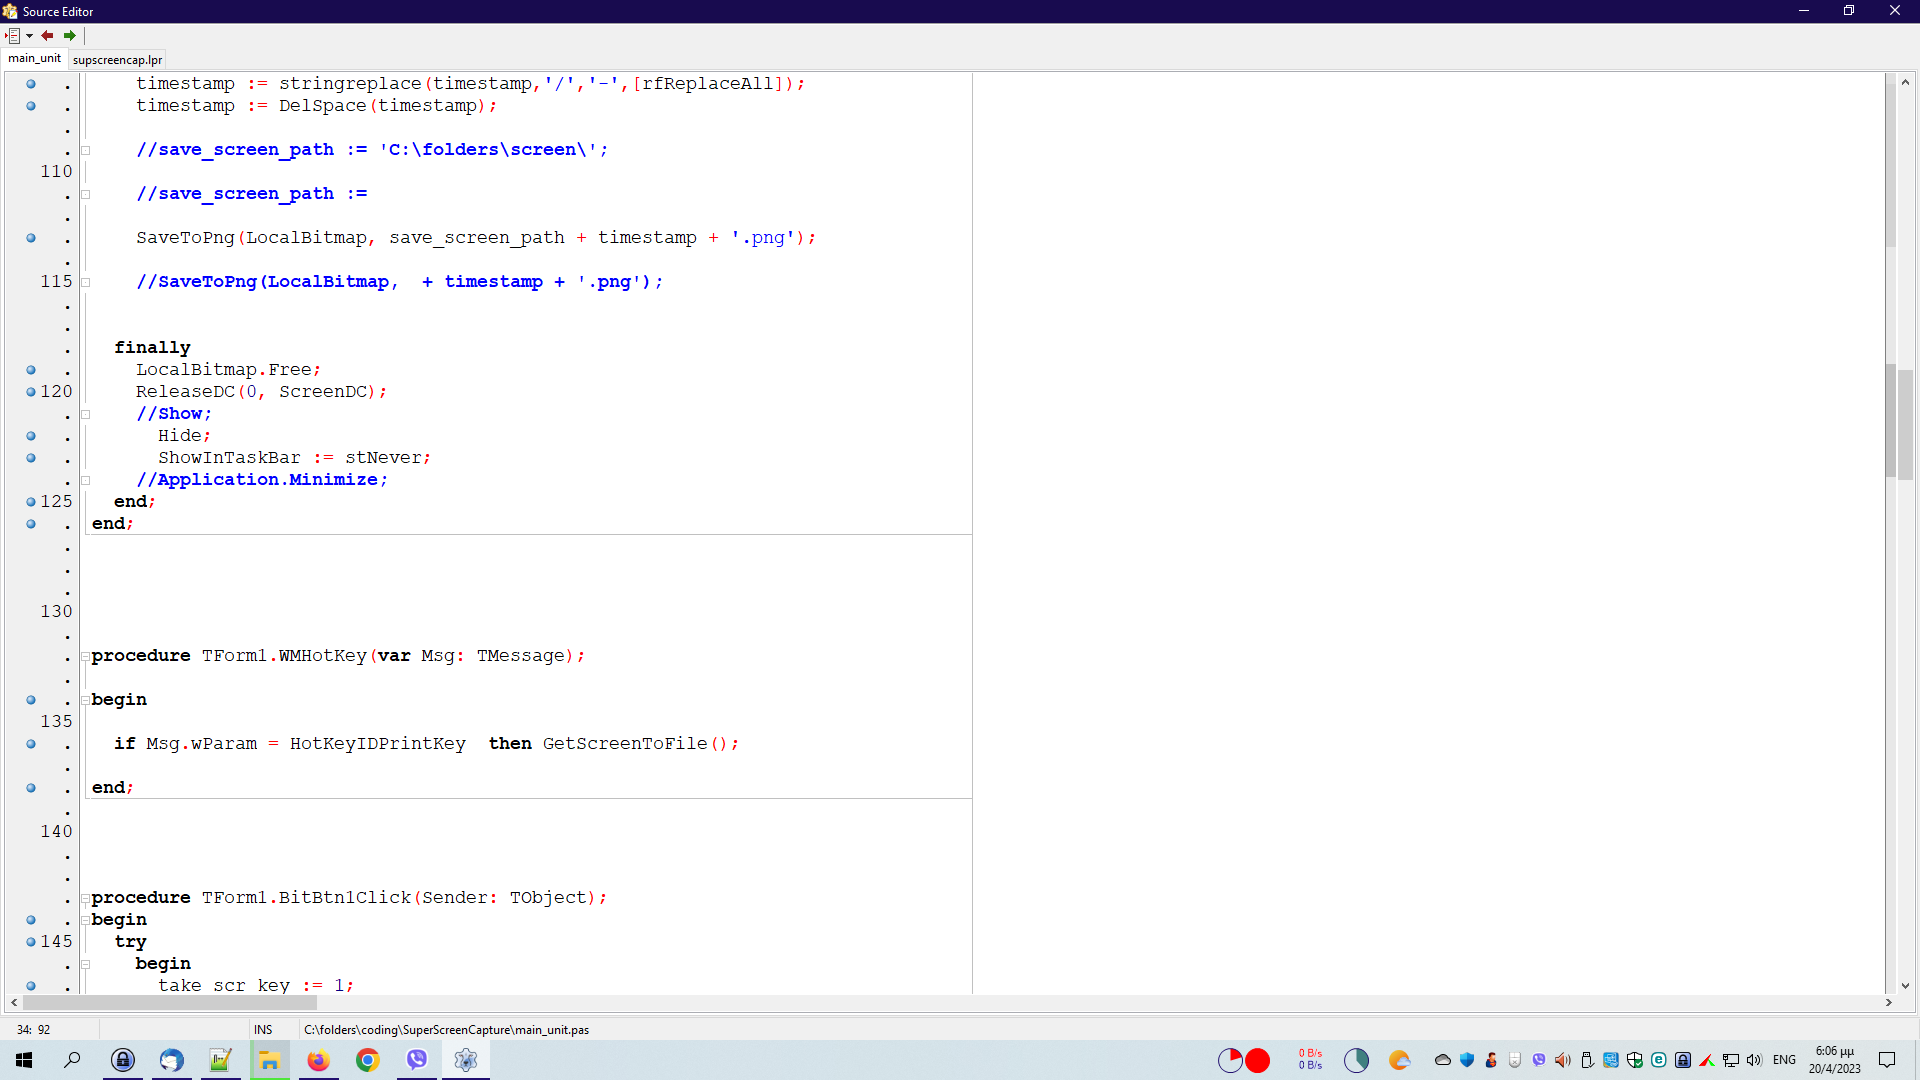 Source Editor
main_unit
supscreencap.lpr
timestamp := stringreplace(timestamp,'/','-',[rfReplaceAll]);
timestamp := DelSpace(timestamp);
//save_screen_path := 'C:\folders\screen\';
110
//save_screen_path :=
SaveToPng(LocalBitmap, save_screen_path + timestamp + '.png');
115 //SaveToPng(LocalBitmap,  + timestamp + '.png');
finally
LocalBitmap.Free;
120 ReleaseDC(0, ScreenDC);
//Show;
Hide;
ShowInTaskBar := stNever;
//Application.Minimize;
125 end;
end;
130
procedure TForm1.WMHotKey(var Msg: TMessage);
begin
135
if Msg.wParam = HotKeyIDPrintKey  then GetScreenToFile();
end;
140
procedure TForm1.BitBtn1Click(Sender: TObject);
begin
145 try
begin
take_scr_key := 1;
34: 92
INS
C:\folders\coding\SuperScreenCapture\main_unit.pas
0 B/s
0 B/s
ENG
6:06 μμ
20/4/2023